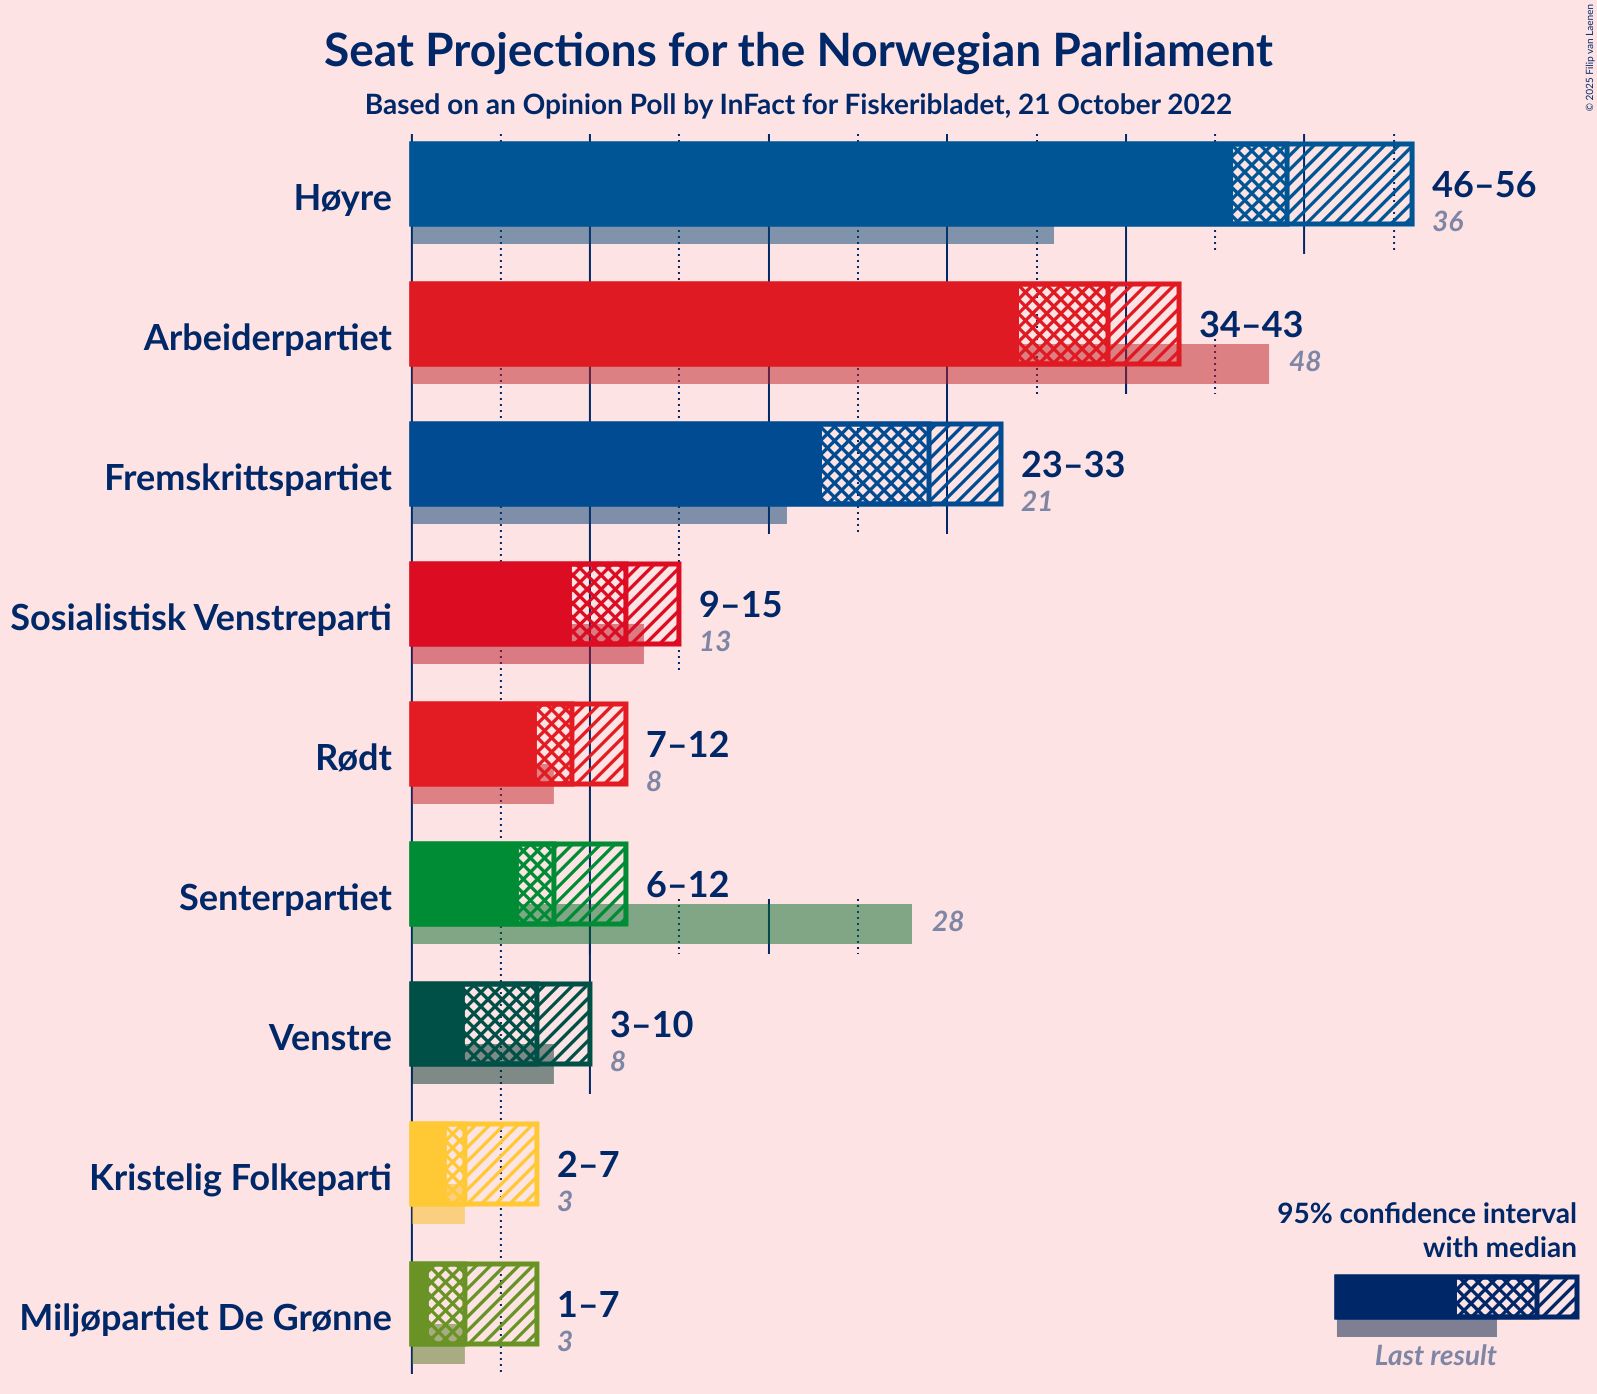 Seat Projections for the Norwegian Parliament
Based on an Opinion Poll by InFact for Fiskeribladet, 21 October 2022
© 2025 Filip van Laenen
Høyre
46–56
36
Arbeiderpartiet
34–43
48
Fremskrittspartiet
23–33
21
Sosialistisk Venstreparti
9–15
13
Rødt
7–12
8
Senterpartiet
6–12
28
Venstre
3–10
8
Kristelig Folkeparti
2–7
3
Miljøpartiet De Grønne
1–7
3
95% confidence interval
with median
Last result